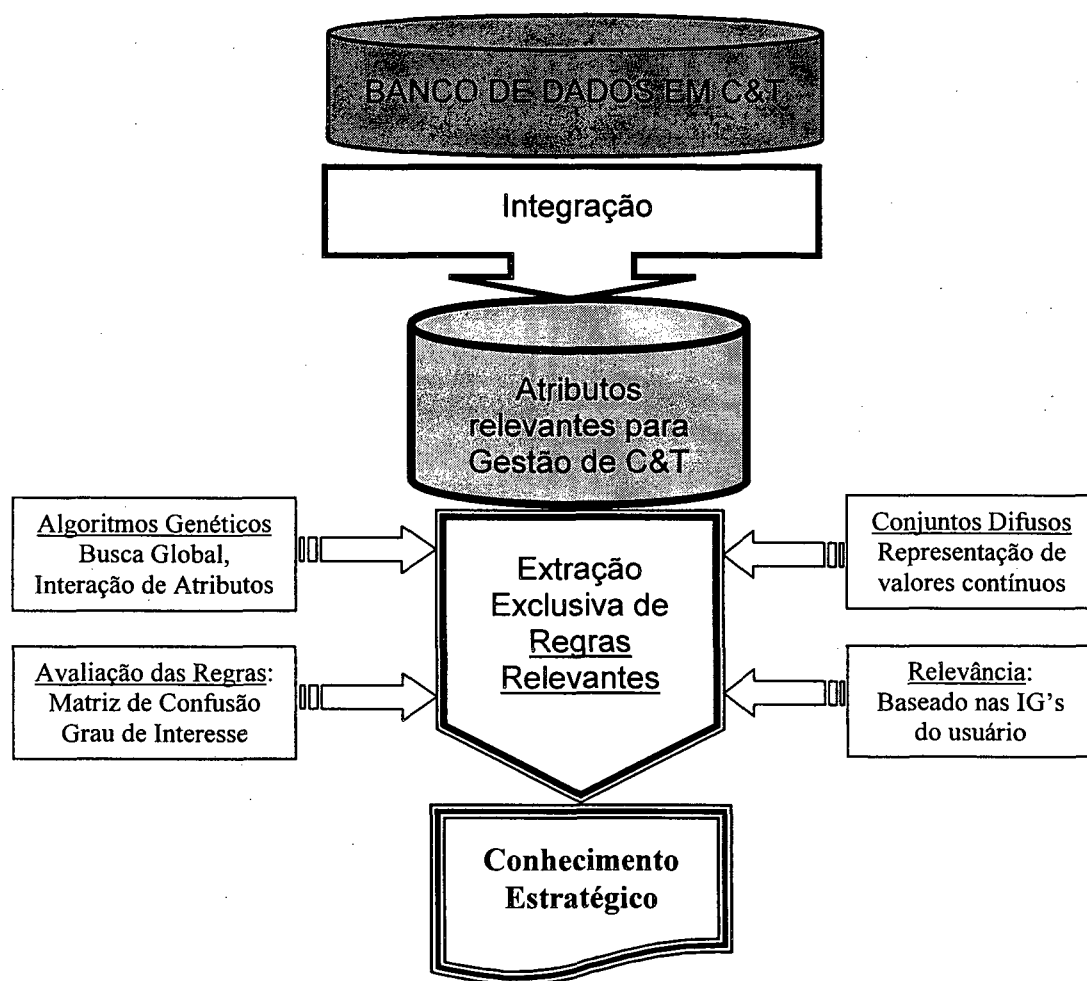 BANCO DE DADOS EM C&T
Integração
Atributos
relevantes para
Gestão de C&T
Algoritmos Genéticos
Busca Global,
Interação de Atributos
Conjuntos Difusos
Representação de
valores contínuos
Extração
Exclusiva de
Regras
Relevantes
Avaliação das Regras:
Matriz de Confusão
Grau de Interesse
Relevância:
Baseado nas IG's
do usuário
Conhecimento
Estratégico